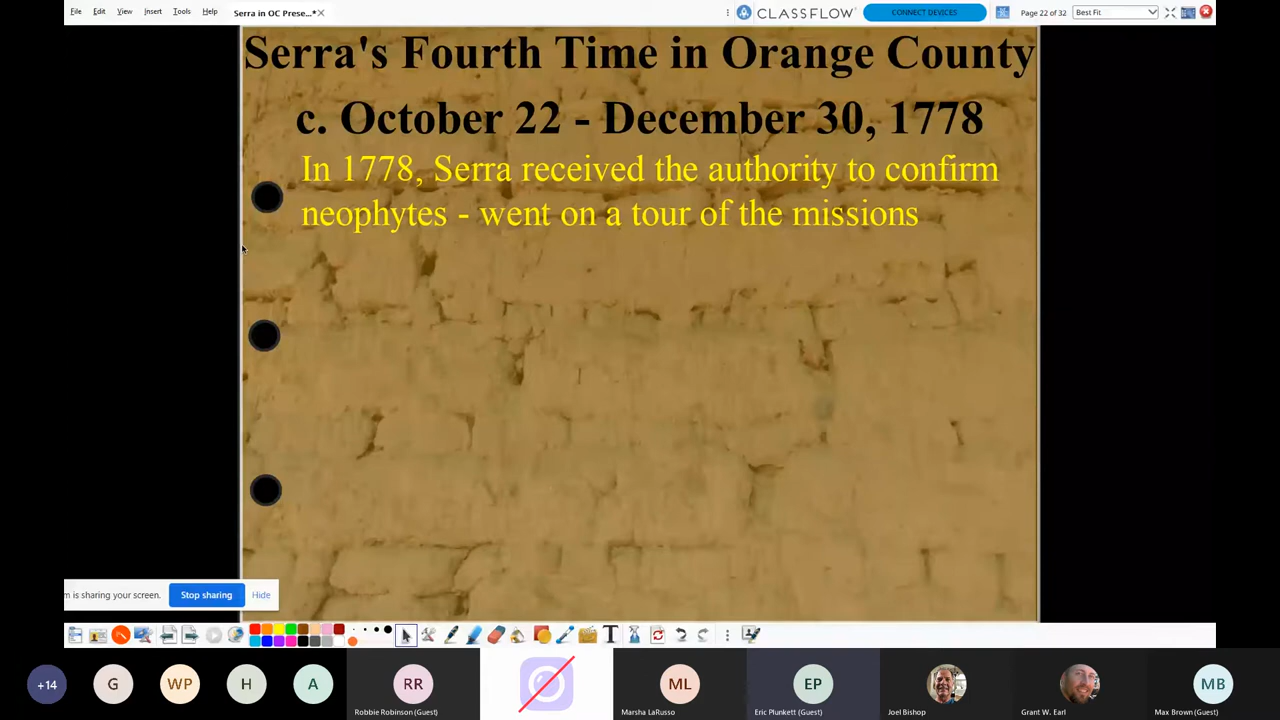 File Edit View Insert Tools Help
Serra in OC Prese...*
CLASSFLOW
CONNECT DEVICES
Page 22 of 32
Best Fit
Serra's Fourth Time in Orange County
c. October 22 - December 30, 1778
In 1778, Serra received the authority to confirm
neophytes - went on a tour of the missions
m is sharing your screen. Stop sharing Hide
T
+14 G WP H A RR ML EP MB
Robbie Robinson (Guest) Marsha LaRusso Eric Plunkett (Guest) Joel Bishop Grant W. Earl Max Brown (Guest)